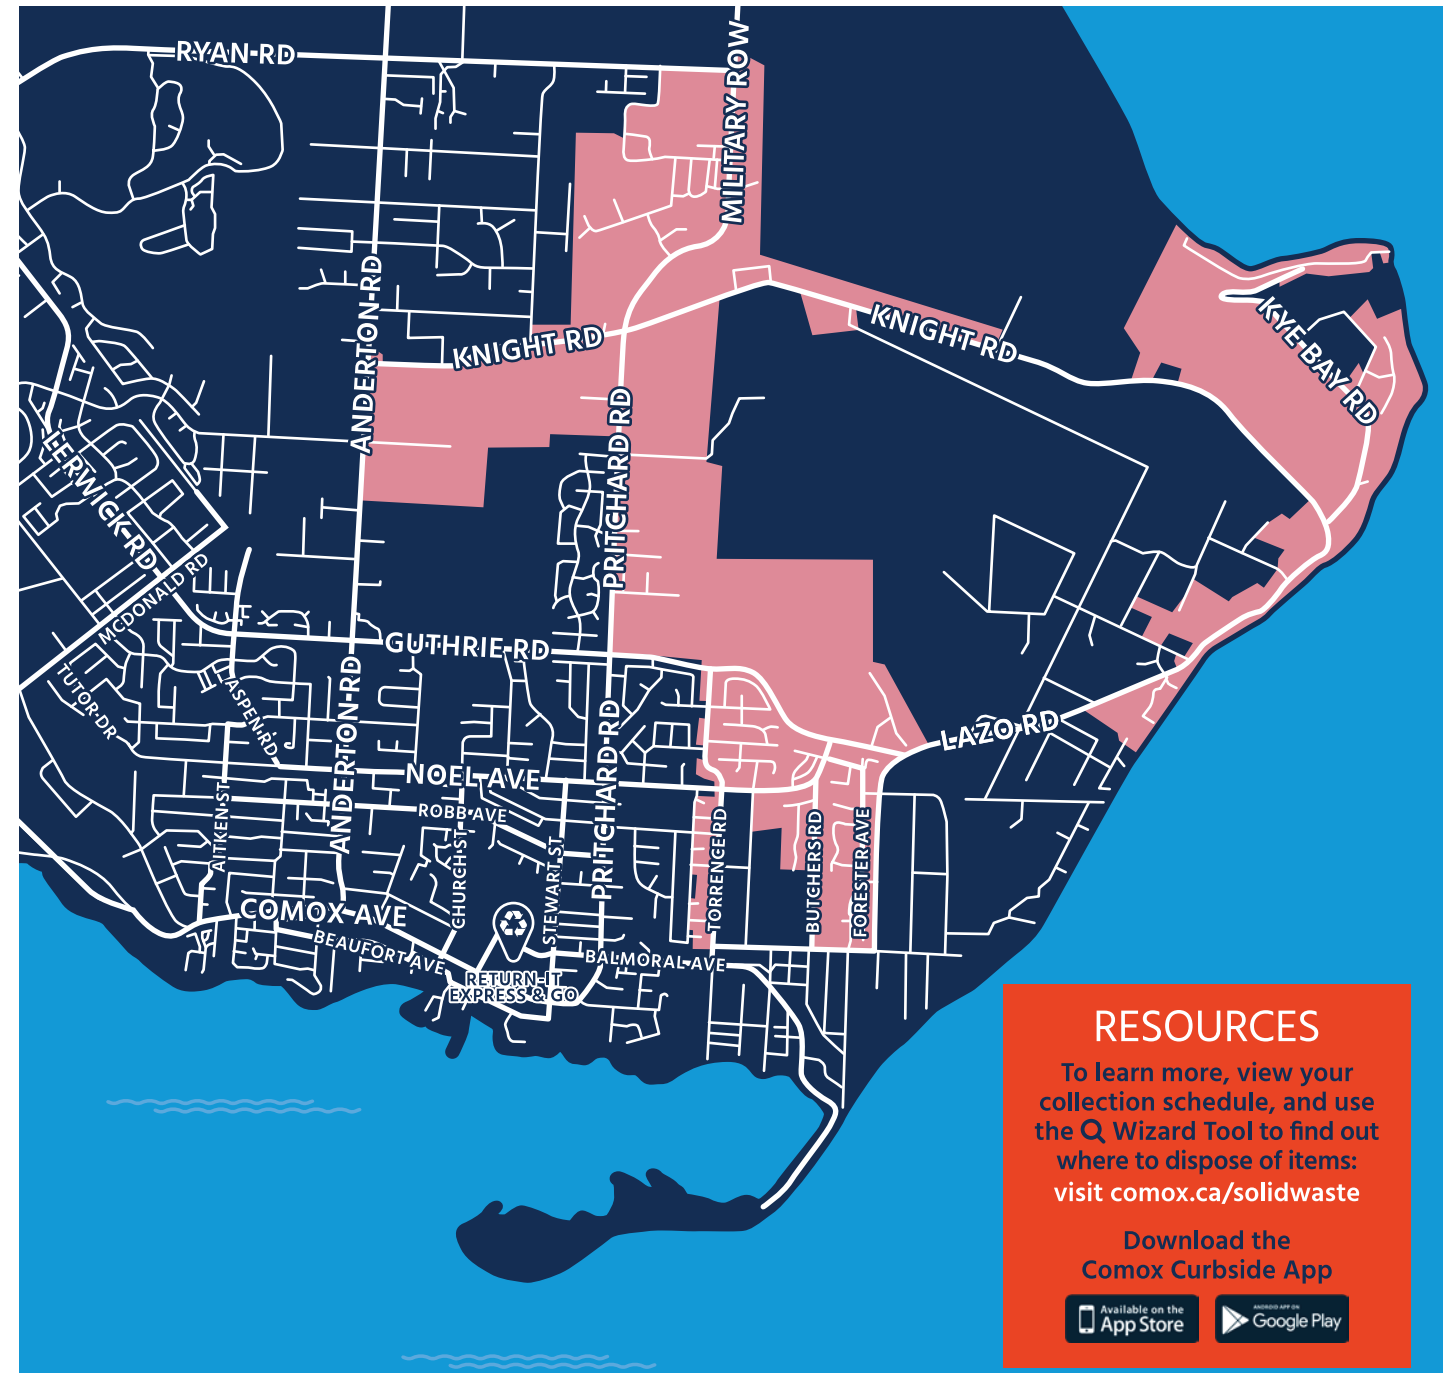 RYAN RD
MILITARY ROW
ANDERTON RD
KNIGHT RD
KNIGHT RD
KYE BAY RD
PRITCHARD RD
LERWICK RD
MCDONALD RD
GUTHRIE RD
TUTOR DR
ASPEN RD
ANDERTON RD
PRITCHARD RD
LAZO RD
NOEL AVE
ROBB AVE
AITKEN ST
CHURCH ST
STEWART ST
TORRENCE RD
BUTCHERS RD
FORESTER AVE
COMOX AVE
BEAUFORT AVE
BALMORAL AVE
RETURN-IT
EXPRESS & GO
RESOURCES
To learn more, view your
collection schedule, and use
the Wizard Tool to find out
where to dispose of items:
visit comox.ca/solidwaste
Download the
Comox Curbside App
Available on the
App Store
ANDROID APP ON
Google Play